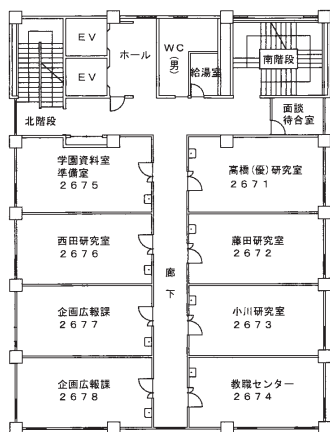 EV
EV
ホール
WC
(男)
給湯室
南階段
北階段
面談
待合室
学園資料室
準備室
2675
高橋(優)研究室
2671
西田研究室
2676
藤田研究室
2672
廊下
企画広報課
2677
小川研究室
2673
企画広報課
2678
教職センター
2674